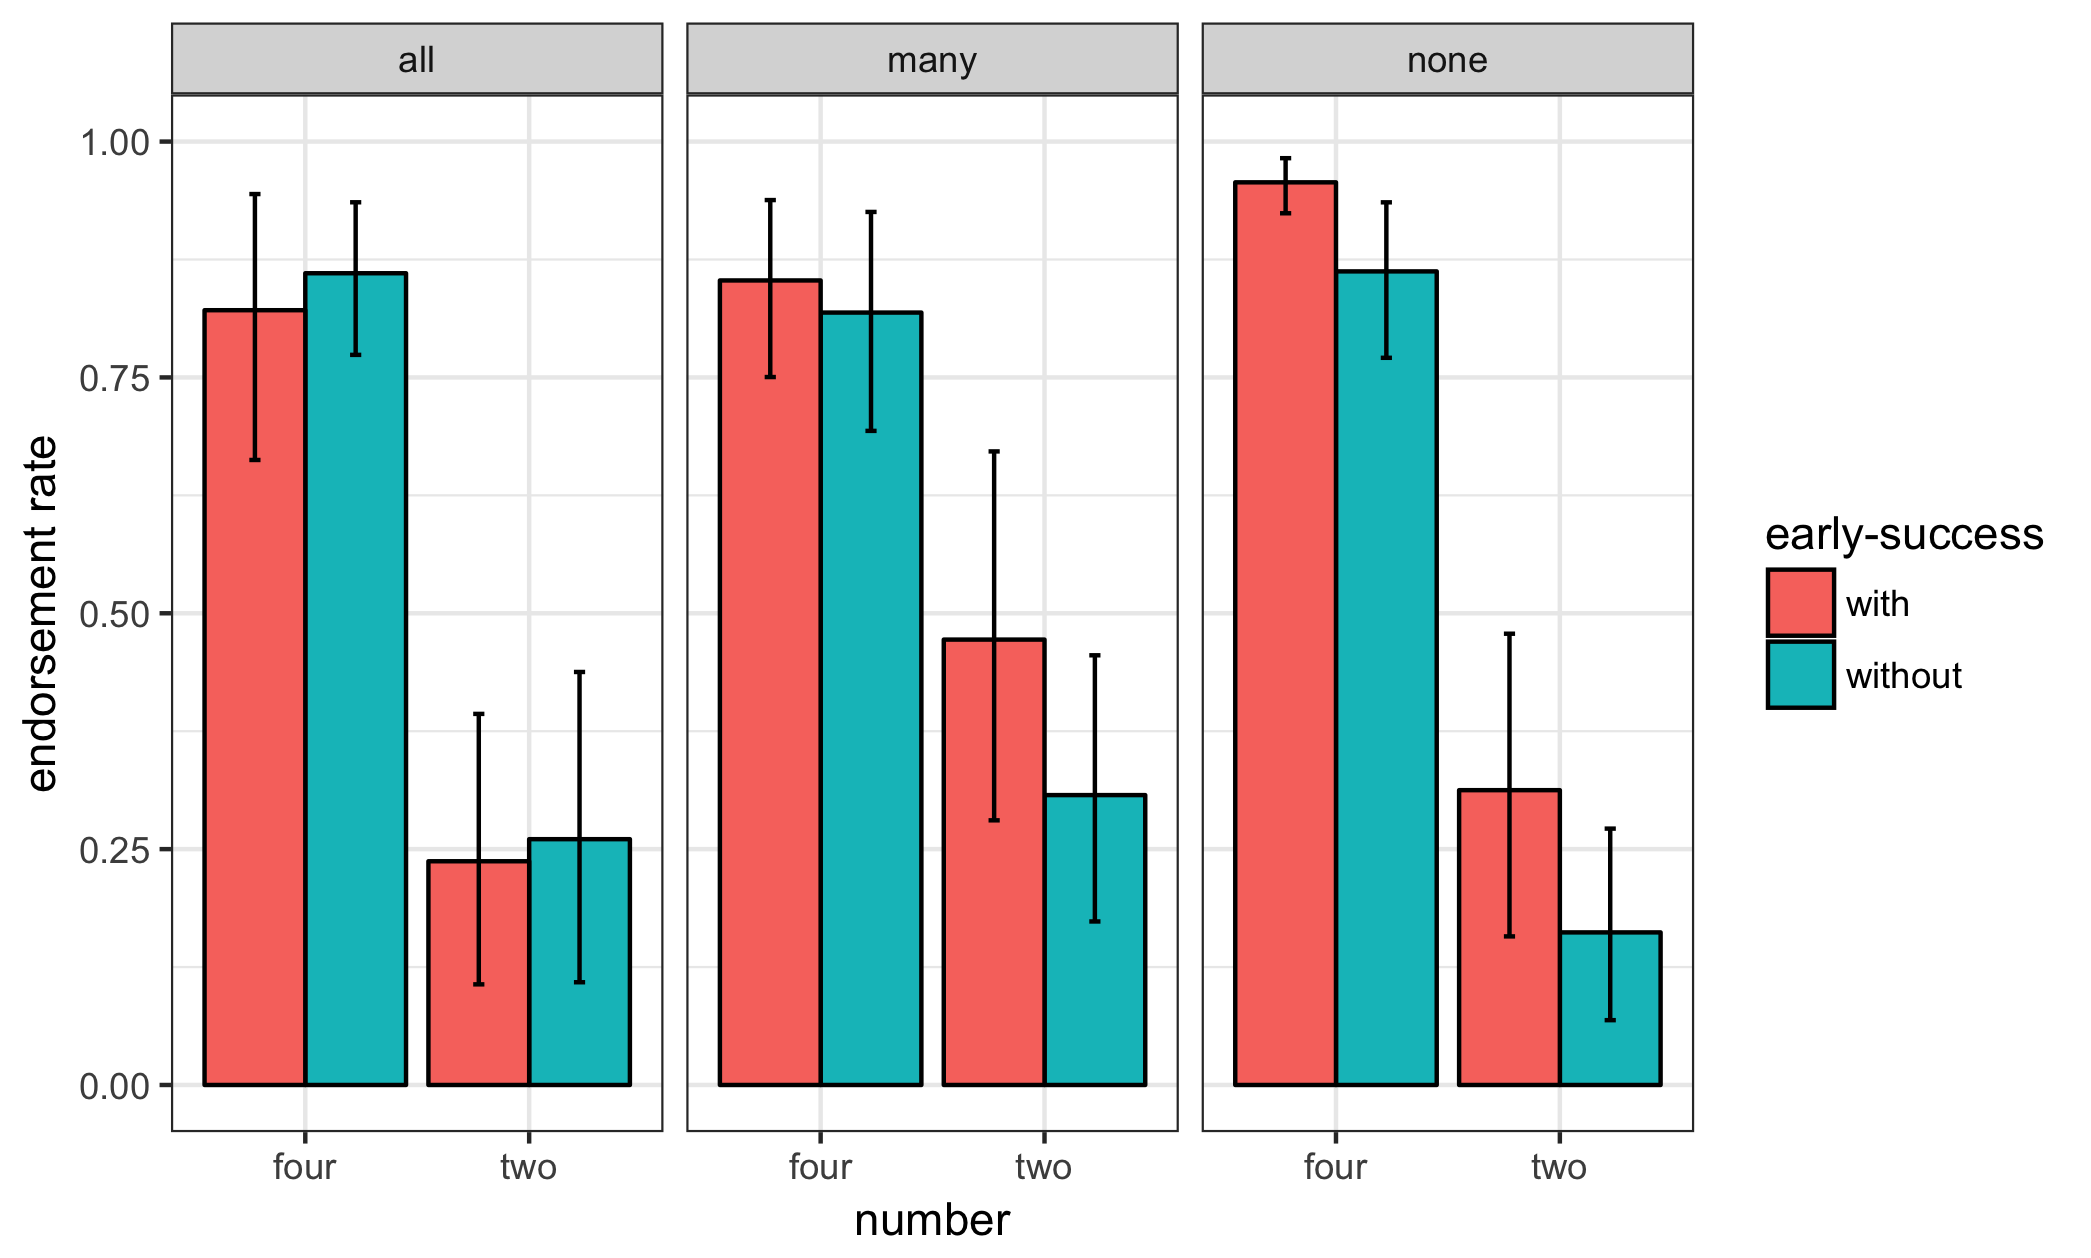 all
many
none
1.00
0.75
0.50
0.25
0.00
endorsement rate
four two
four two
four two
number
early-success
with
without